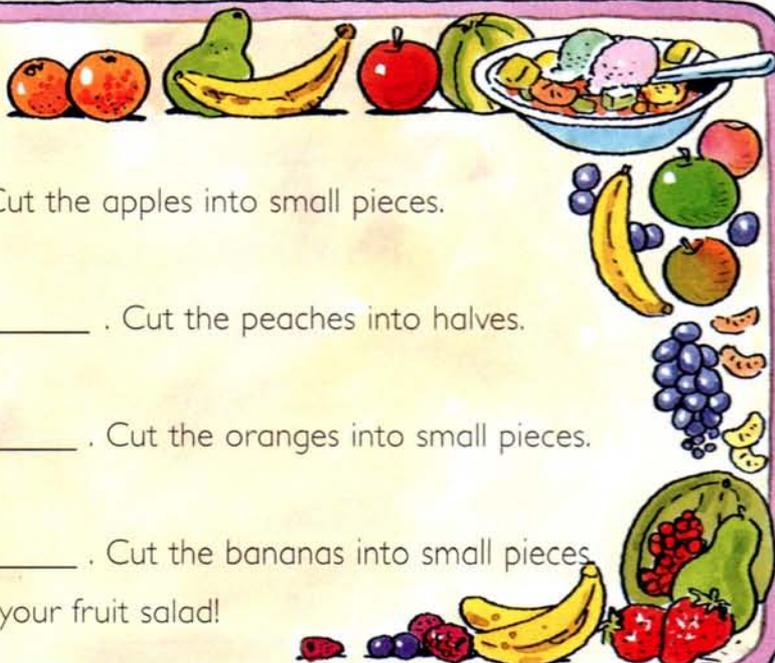 Cut the apples into small pieces.
______ . Cut the peaches into halves.
______ . Cut the oranges into small pieces.
______ . Cut the bananas into small pieces.
your fruit salad!